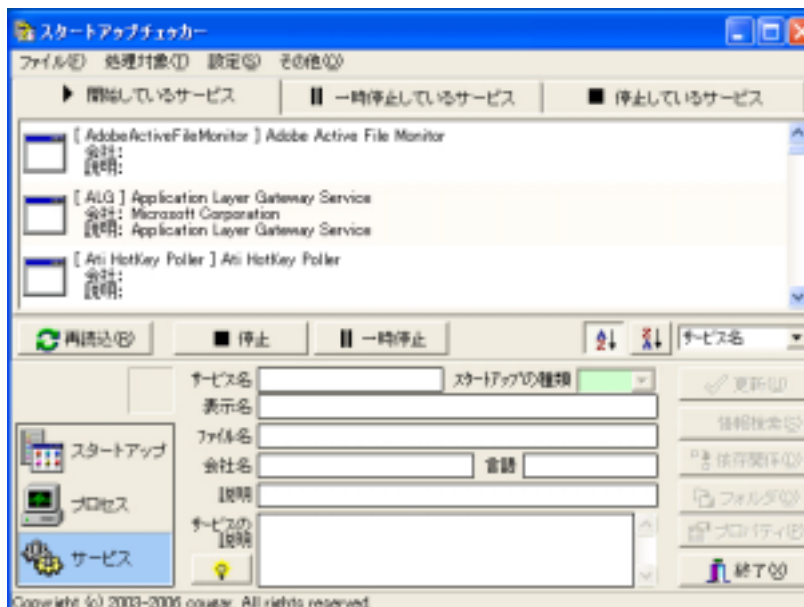 スタートアップチェッカー
ファイル(F) 処理対象(T) 設定(S) その他(O)
開始しているサービス 一時停止しているサービス 停止しているサービス
[ AdobeActiveFileMonitor ] Adobe Active File Monitor
会社:
説明:
[ ALG ] Application Layer Gateway Service
会社: Microsoft Corporation
説明: Application Layer Gateway Service
[ Ati HotKey Poller ] Ati HotKey Poller
会社:
説明:
再読込(R) 停止 一時停止 サービス名
サービス名 スタートアップの種類 更新(U)
表示名
情報検索(S)
ファイル名
スタートアップ
会社名 言語 依存関係(D)
説明 フォルダ(O)
プロセス
サービスの説明 プロパティ(P)
サービス
終了(X)
Copyright (c) 2003-2006 cougar. All rights reserved.